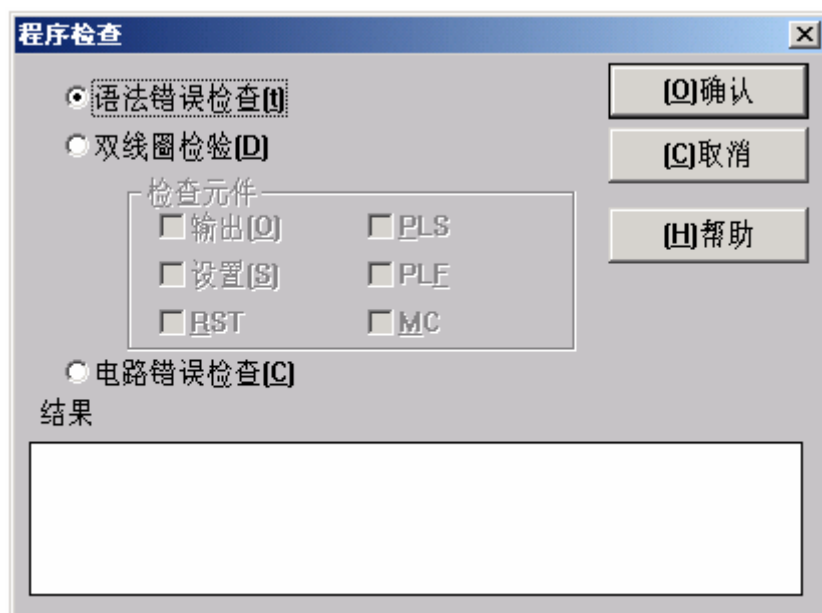 程序检查
语法错误检查(t)
(O)确认
双线圈检验(D)
(C)取消
检查元件
输出(O)
PLS
(H)帮助
设置(S)
PLF
RST
MC
电路错误检查(C)
结果